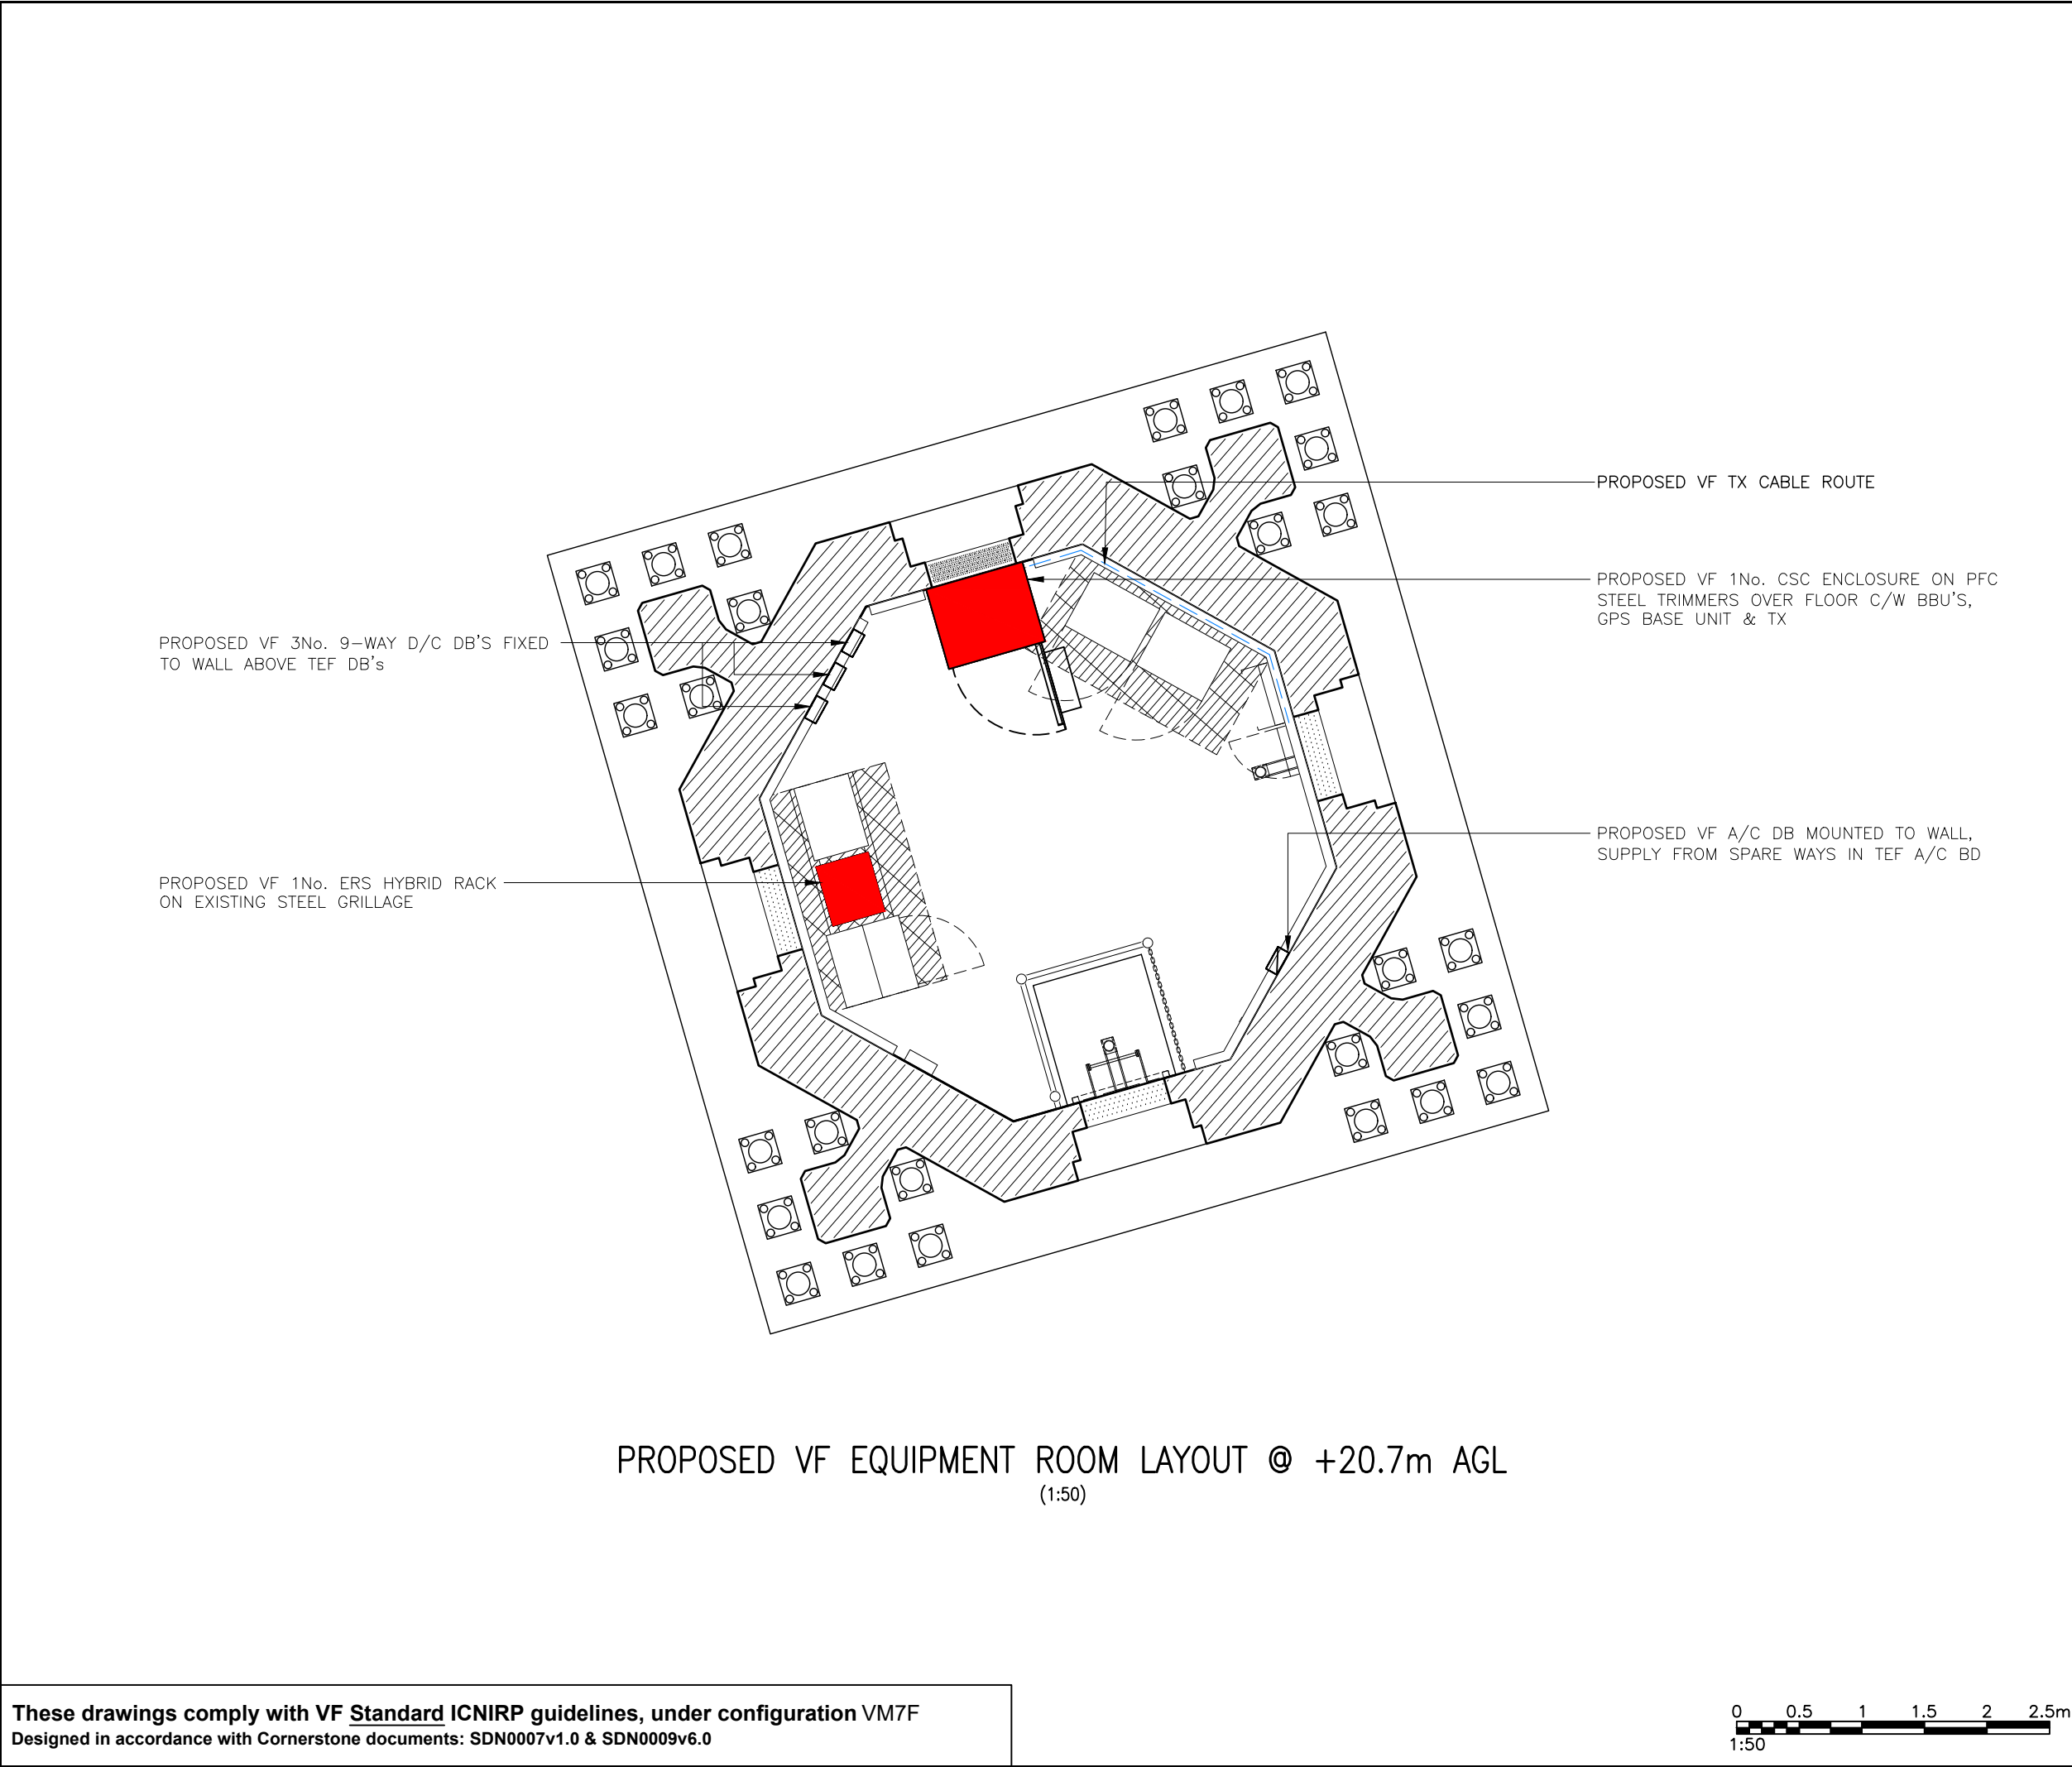 PROPOSED VF TX CABLE ROUTE
PROPOSED VF 1No. CSC ENCLOSURE ON PFC
STEEL TRIMMERS OVER FLOOR C/W BBU'S,
GPS BASE UNIT & TX
PROPOSED VF 3No. 9-WAY D/C DB'S FIXED
TO WALL ABOVE TEF DB's
PROPOSED VF A/C DB MOUNTED TO WALL,
SUPPLY FROM SPARE WAYS IN TEF A/C BD
PROPOSED VF 1No. ERS HYBRID RACK
ON EXISTING STEEL GRILLAGE
PROPOSED VF EQUIPMENT ROOM LAYOUT @ +20.7m AGL
(1:50)
These drawings comply with VF Standard ICNIRP guidelines, under configuration VM7F
Designed in accordance with Cornerstone documents: SDN0007v1.0 & SDN0009v6.0
0 0.5 1 1.5 2 2.5m
1:50